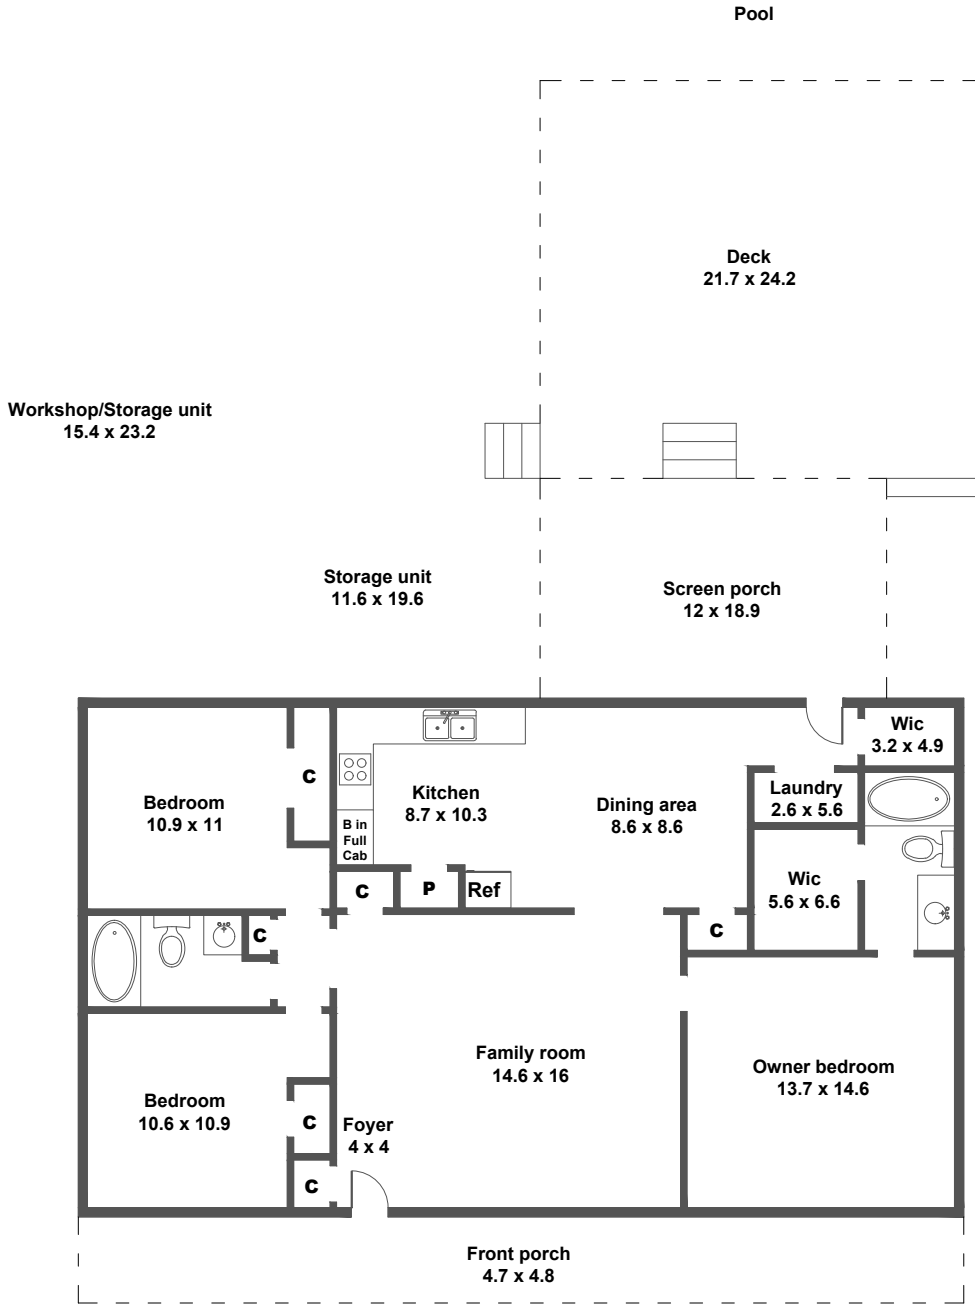 Pool
Deck
21.7 x 24.2
Workshop/Storage unit
15.4 x 23.2
Storage unit
11.6 x 19.6
Screen porch
12 x 18.9
Wic
3.2 x 4.9
C
Kitchen
8.7 x 10.3
Laundry
2.6 x 5.6
Bedroom
10.9 x 11
Dining area
8.6 x 8.6
B in
Full
Cab
C
P
Ref
Wic
5.6 x 6.6
C
C
Family room
14.6 x 16
Owner bedroom
13.7 x 14.6
Bedroom
10.6 x 10.9
C
Foyer
4 x 4
C
Front porch
4.7 x 4.8